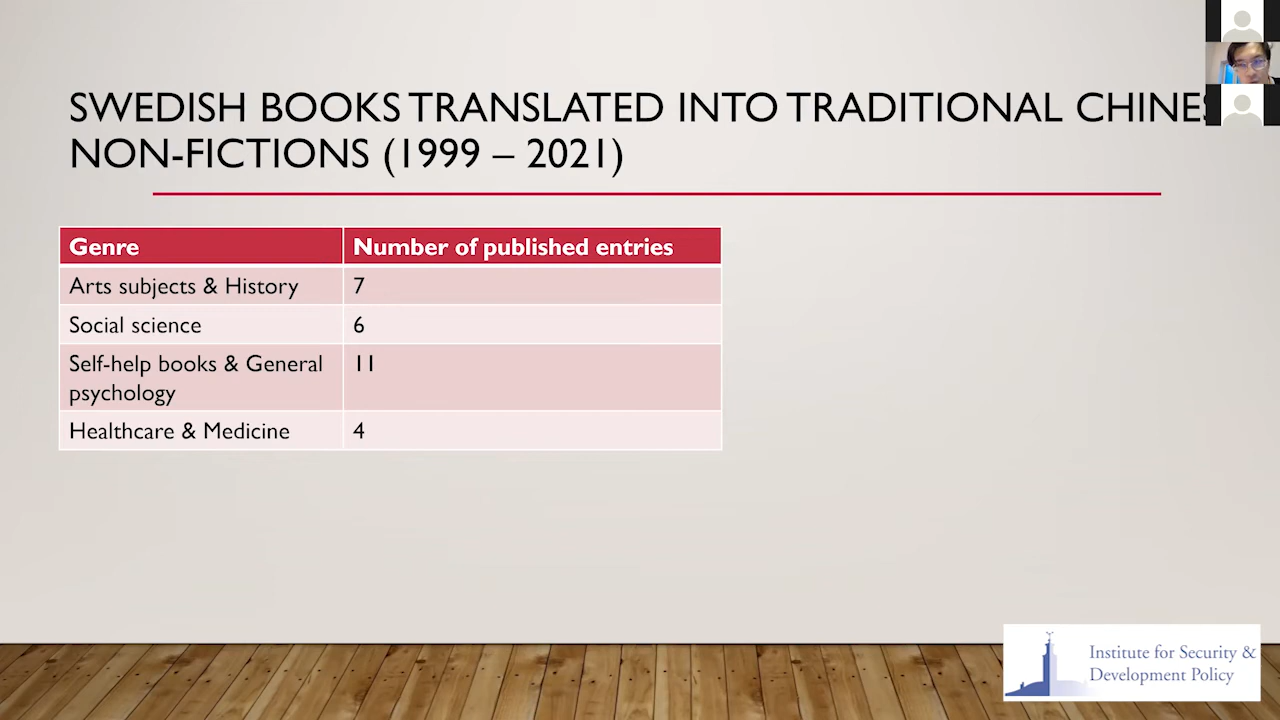 SWEDISH BOOKS TRANSLATED INTO TRADITIONAL CHINES
NON-FICTIONS (1999 – 2021)
Genre Number of published entries
Arts subjects & History 7
Social science 6
Self-help books & General 11
psychology
Healthcare & Medicine 4
Institute for Security &
Development Policy